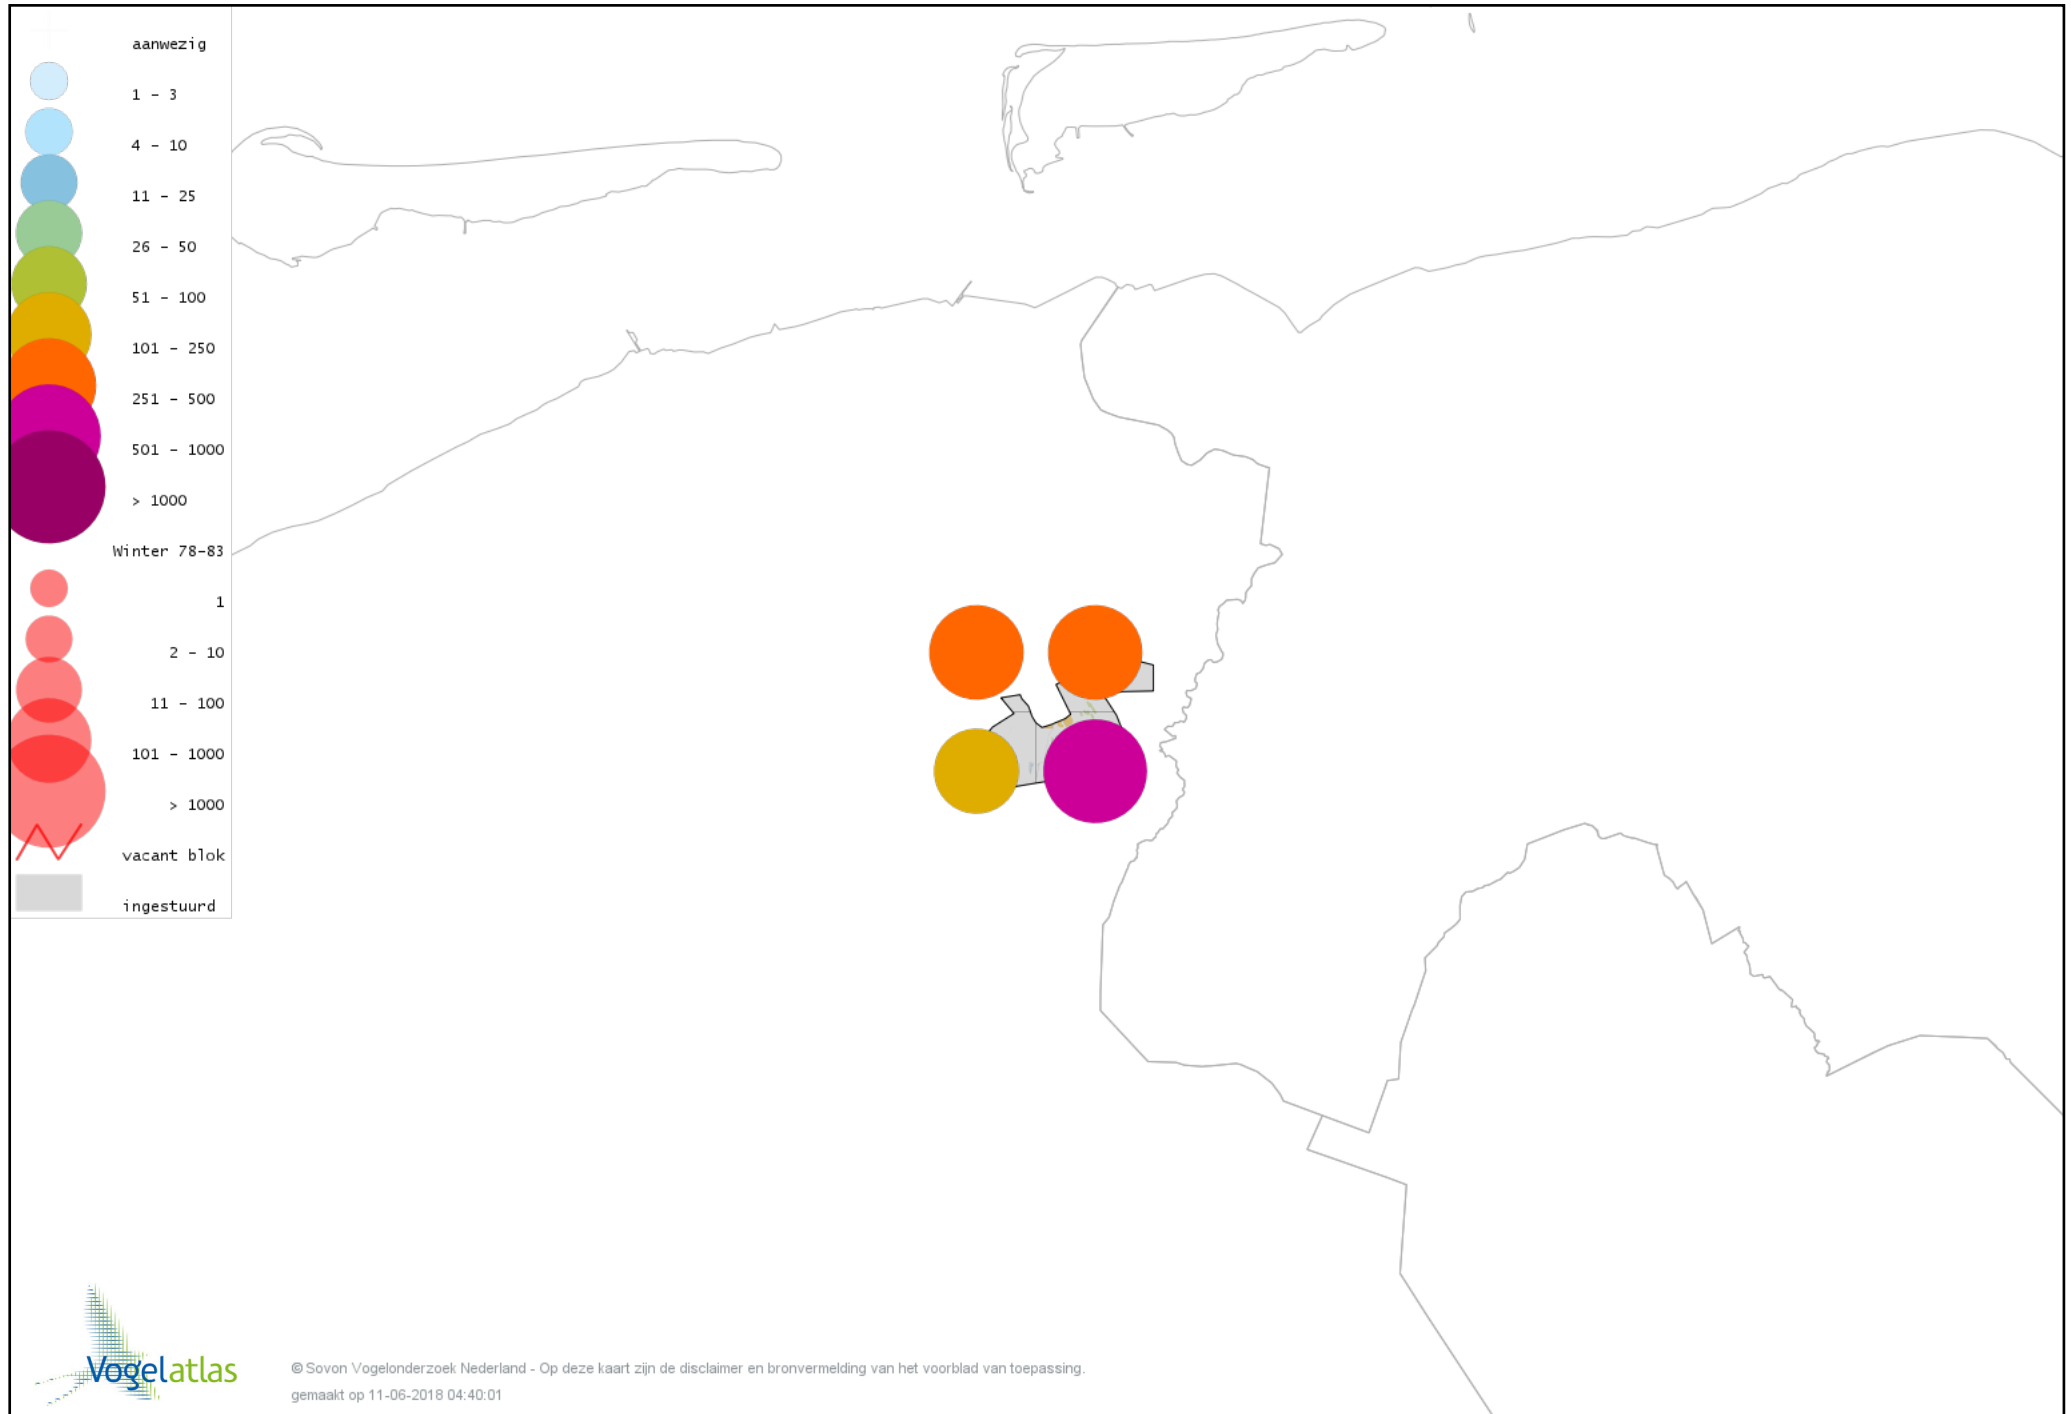 aanwezig
1 - 3
4 - 10
11 - 25
26 - 50
51 - 100
101 - 250
251 - 500
501 - 1000
> 1000
Winter 78-83
1
2 - 10
11 - 100
101 - 1000
> 1000
vacant blok
ingestuurd
Vogelatlas
© Sovon Vogelonderzoek Nederland - Op deze kaart zijn de disclaimer en bronvermelding van het voorblad van toepassing.
gemaakt op 11-06-2018 04:40:01